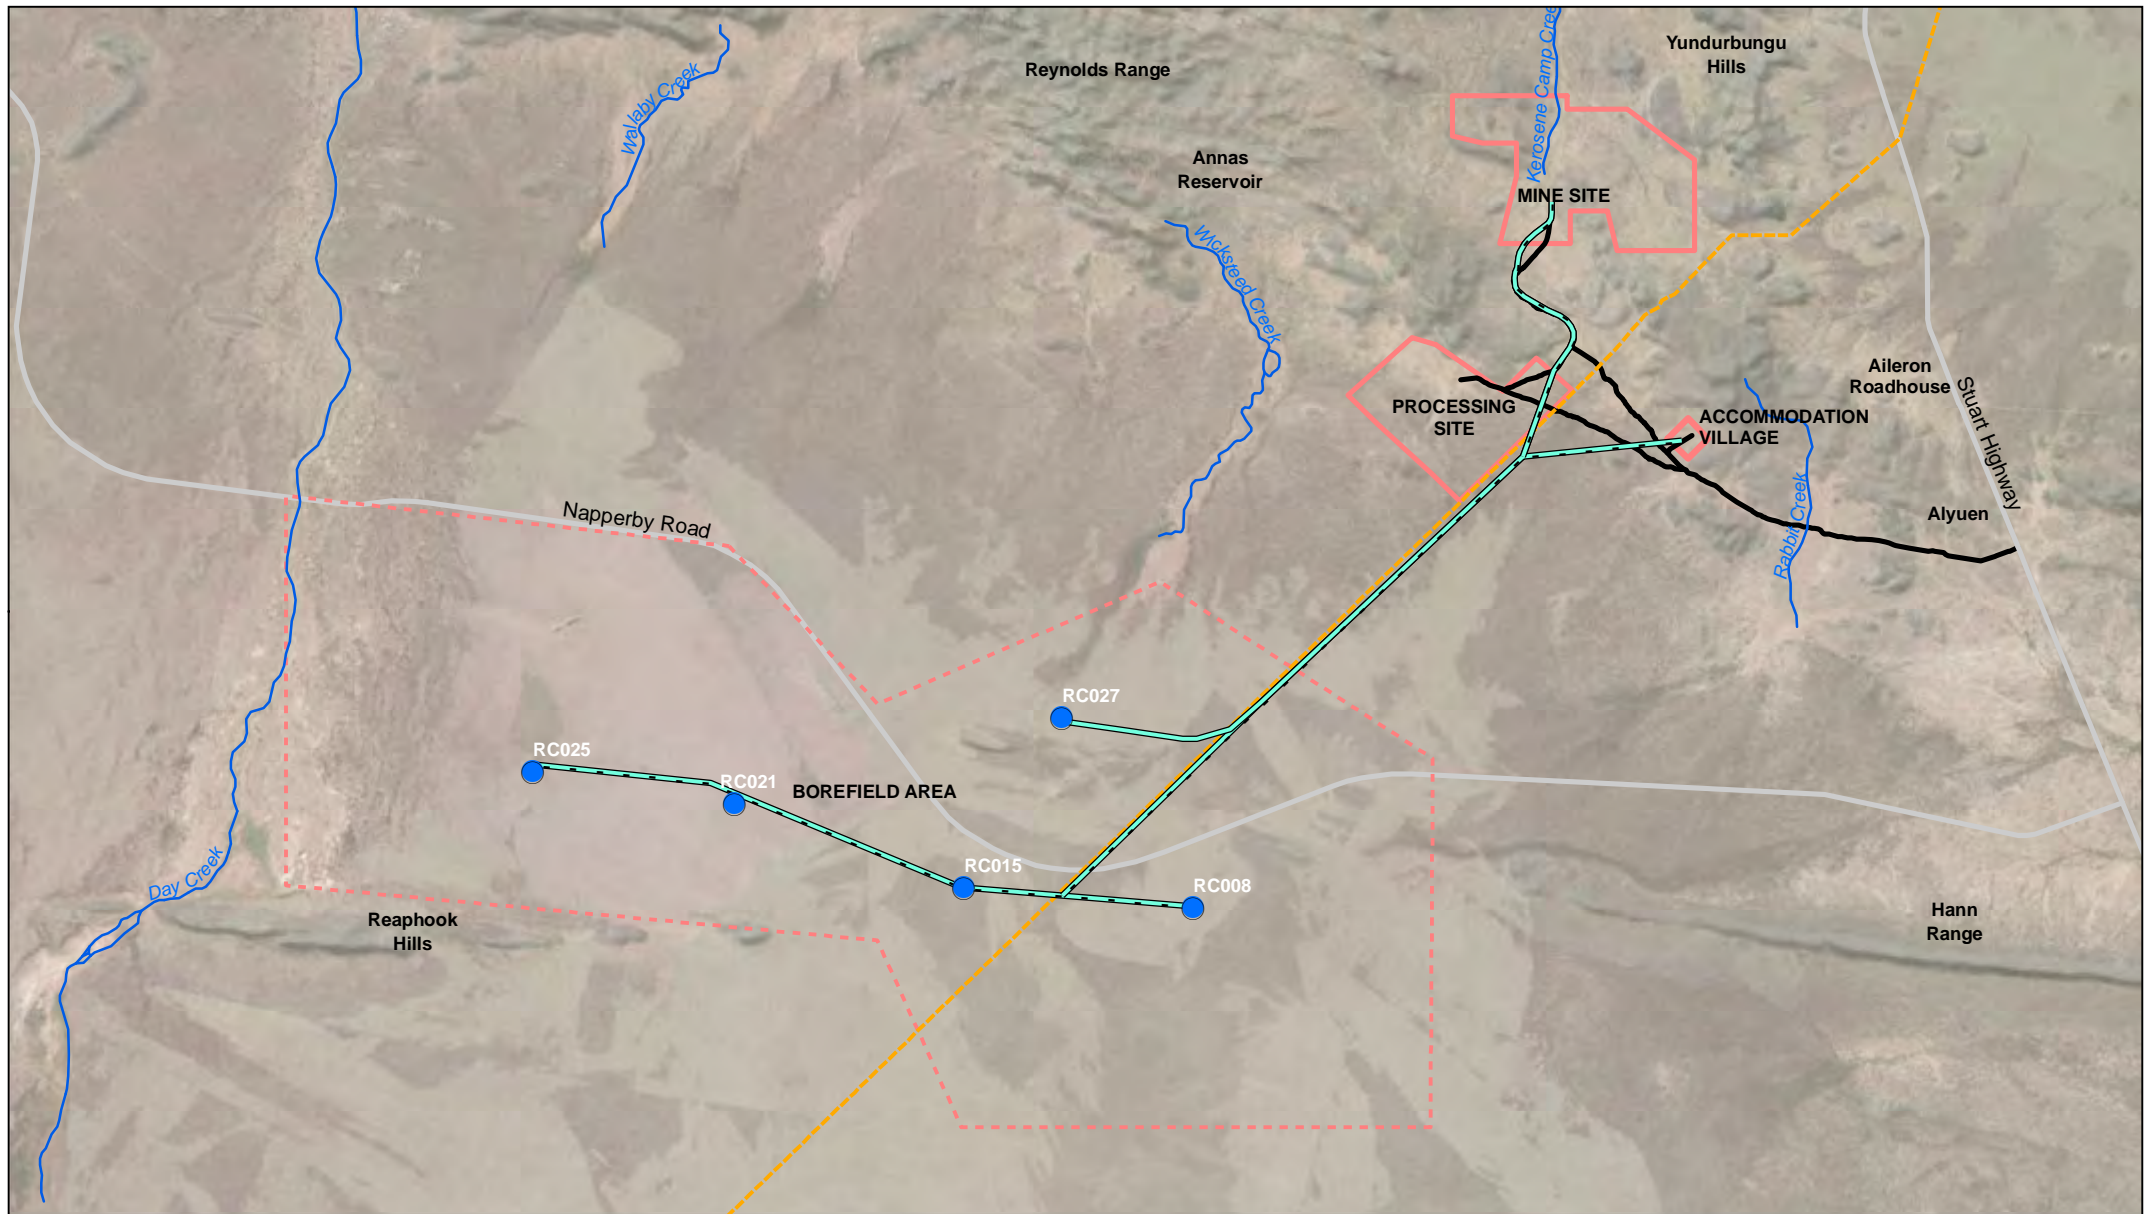 Kerosene Camp Creek
Yundurbungu
Hills
Reynolds Range
Wallaby Creek
Annas
Reservoir
MINE SITE
Wicksteed Creek
Aileron
Roadhouse
Stuart Highway
PROCESSING
SITE
ACCOMMODATION
VILLAGE
Rabbit Creek
Alyuen
Napperby Road
RC027
RC025
RC021
BOREFIELD AREA
RC015
RC008
Day Creek
Reaphook
Hills
Hann
Range